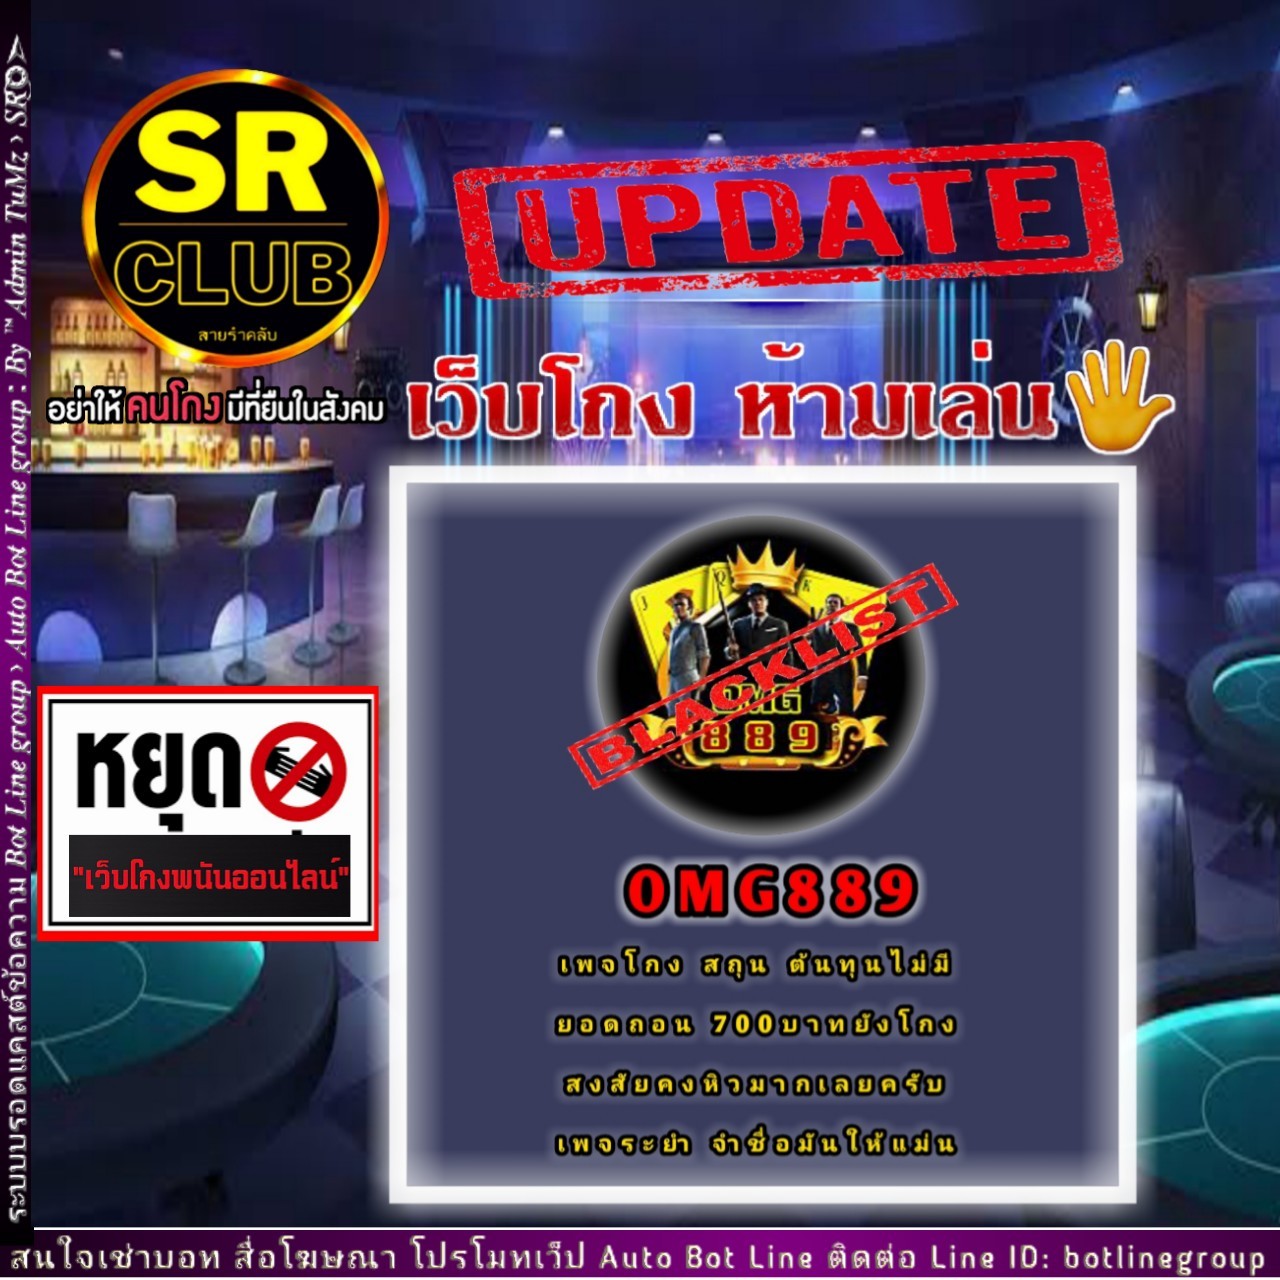 SR
CLUB
สายรำคลับ
UPDATE
อย่าให้ คนโกง มีที่ยืนในสังคม
เว็บโกง ห้ามเล่น🖐
หยุด
"เว็บโกงพนันออนไลน์"
J Q K
BLACKLIST
OMG
889
OMG889
เพจโกง สถุน ต้นทุนไม่มี
ยอดถอน 700บาทยังโกง
สงสัยคงหิวมากเลยครับ
เพจระยำ จำชื่อมันให้แม่น
ระบบบรอดแคสต์ข้อความ Bot Line group › Auto Bot Line group : By ™Admin TuMz › SRO
สนใจเช่าบอท สื่อโฆษณา โปรโมทเว็ป Auto Bot Line ติดต่อ Line ID: botlinegroup